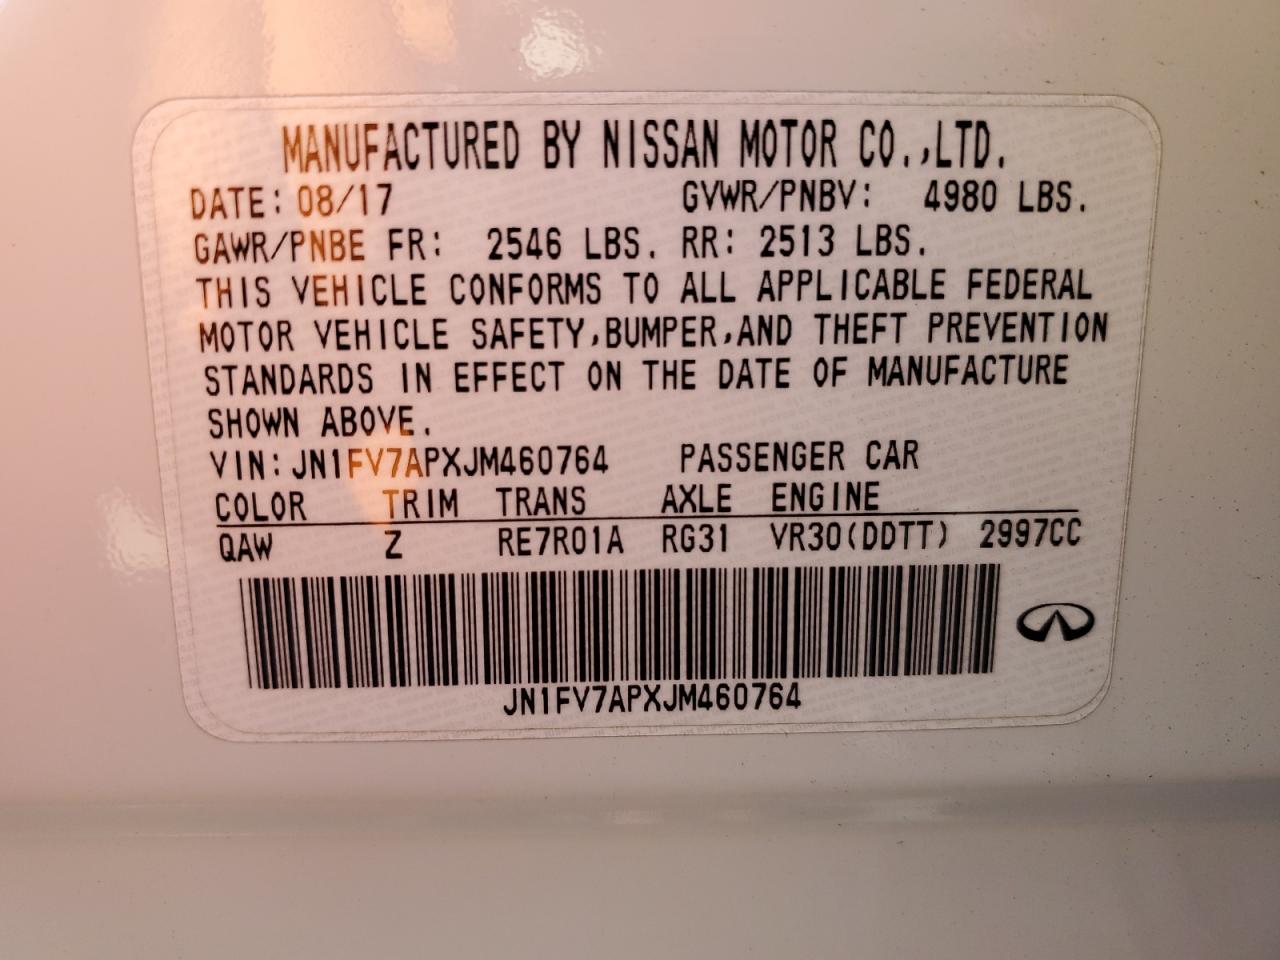 MANUFACTURED BY NISSAN MOTOR CO.,LTD.
DATE: 08/17 GVWR/PNBV: 4980 LBS.
GAWR/PNBE FR: 2546 LBS. RR: 2513 LBS.
THIS VEHICLE CONFORMS TO ALL APPLICABLE FEDERAL
MOTOR VEHICLE SAFETY,BUMPER,AND THEFT PREVENTION
STANDARDS IN EFFECT ON THE DATE OF MANUFACTURE
SHOWN ABOVE.
VIN: JN1FV7APXJM460764 PASSENGER CAR
COLOR TRIM TRANS AXLE ENGINE
QAW Z RE7R01A RG31 VR30(DDTT) 2997CC
JN1FV7APXJM460764